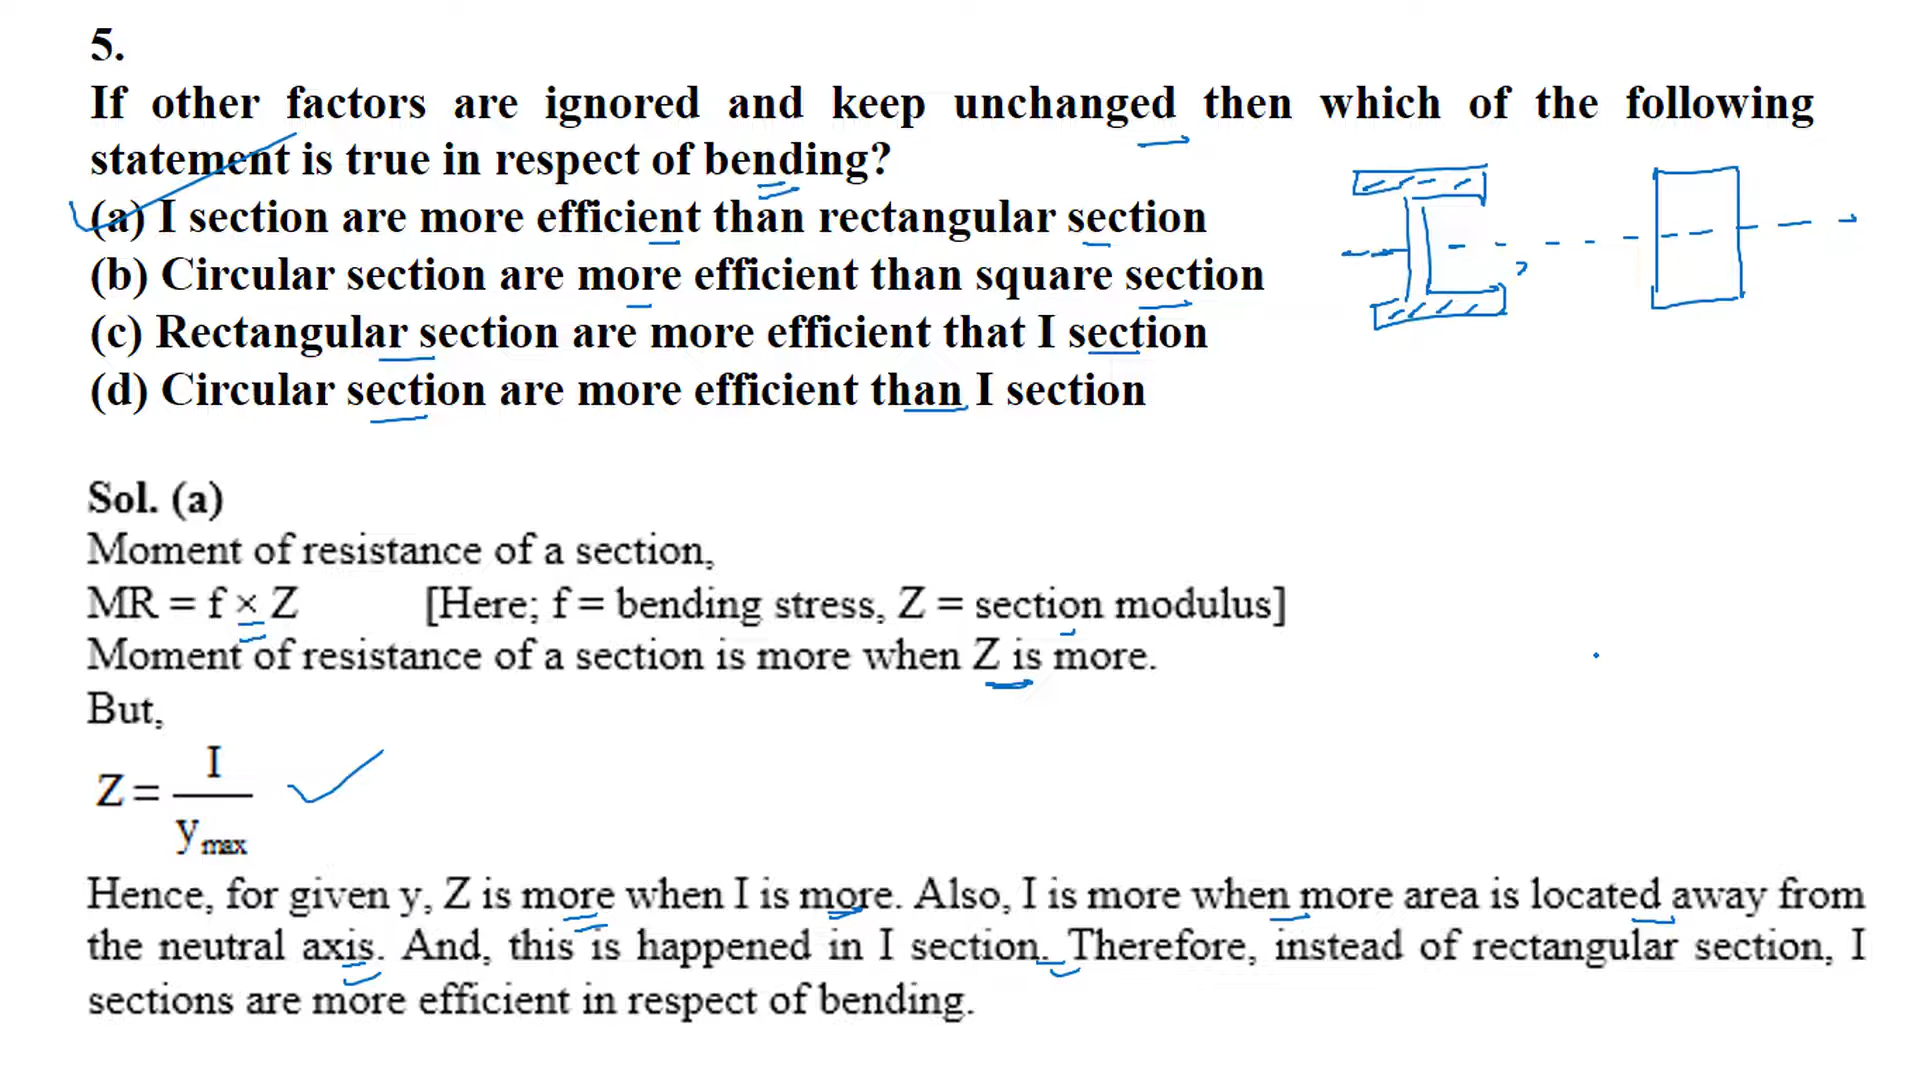 5.
If other factors are ignored and keep unchanged then which of the following
statement is true in respect of bending?
(a) I section are more efficient than rectangular section
(b) Circular section are more efficient than square section
(c) Rectangular section are more efficient that I section
(d) Circular section are more efficient than I section
Sol. (a)
Moment of resistance of a section,
MR = f × Z [Here; f = bending stress, Z = section modulus]
Moment of resistance of a section is more when Z is more.
But,
Z = I / y max
Hence, for given y, Z is more when I is more. Also, I is more when more area is located away from
the neutral axis. And, this is happened in I section. Therefore, instead of rectangular section, I
sections are more efficient in respect of bending.